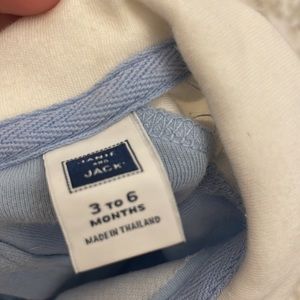 JANIE
AND
JACK
3 TO 6
MONTHS
MADE IN THAILAND